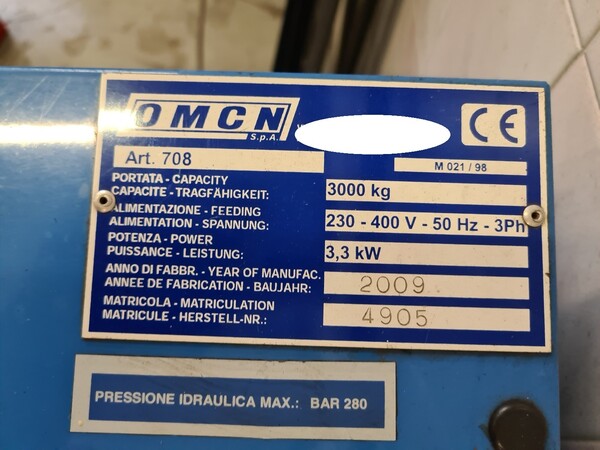 OMCN
S.p.A.
Art. 708
M 021 / 98
PORTATA - CAPACITY
CAPACITE - TRAGFÄHIGKEIT:
3000 kg
ALIMENTAZIONE - FEEDING
ALIMENTATION - SPANNUNG:
230 - 400 V - 50 Hz - 3Ph
POTENZA - POWER
PUISSANCE - LEISTUNG:
3,3 kW
ANNO DI FABBR. - YEAR OF MANUFAC.
ANNEE DE FABRICATION - BAUJAHR:
2009
MATRICOLA - MATRICULATION
MATRICULE - HERSTELL-NR.:
4905
PRESSIONE IDRAULICA MAX.: BAR 280
CE